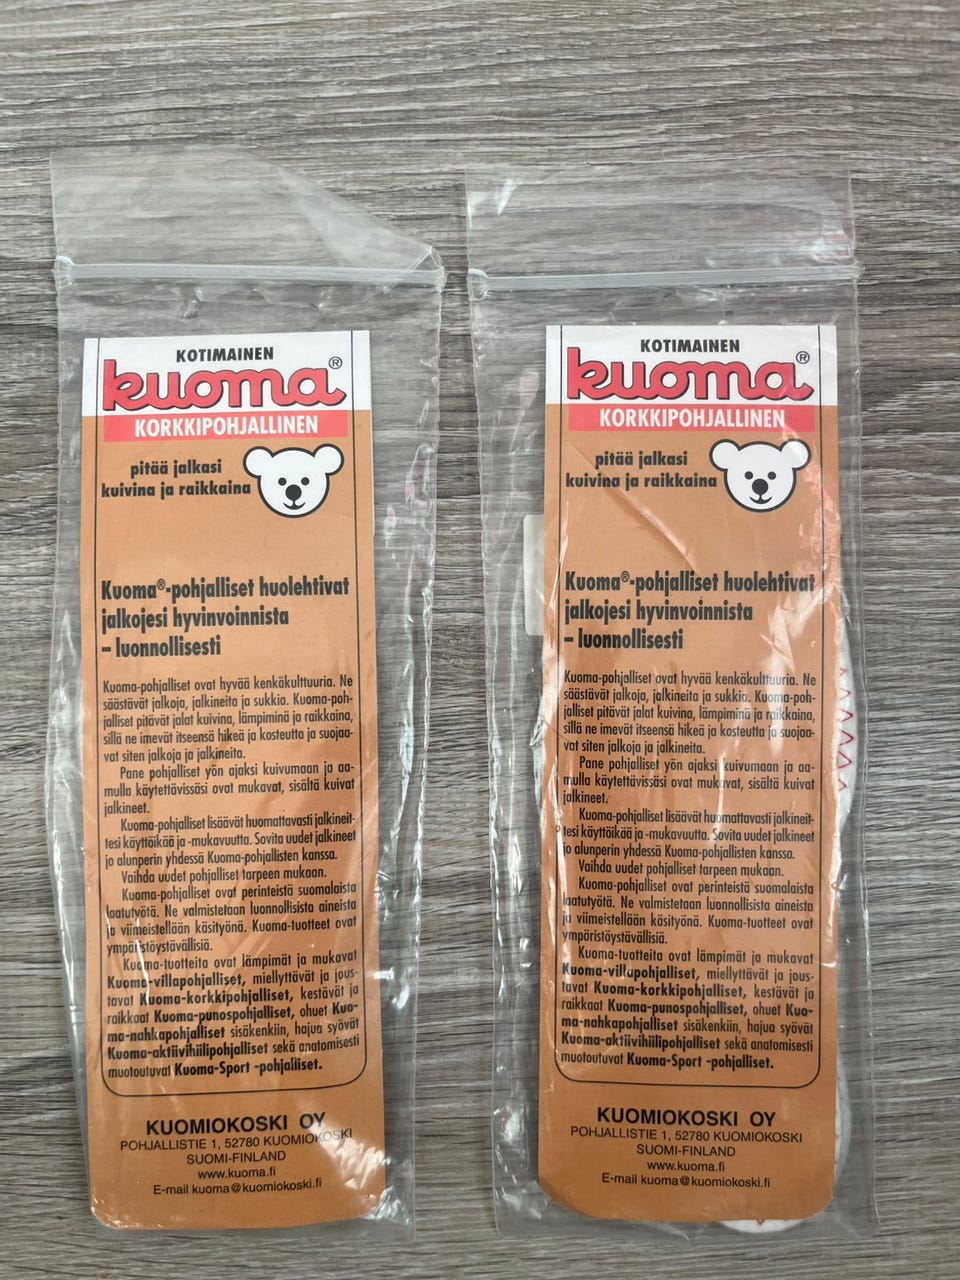 KOTIMAINEN
kuoma®
KORKKIPOHJALLINEN
pitää jalkasi
kuivina ja raikkaina
Kuoma®-pohjalliset huolehtivat
jalkojesi hyvinvoinnista
– luonnollisesti
Kuoma-pohjalliset ovat hyvää kenkäkulttuuria. Ne
säästävät jalkoja, jalkineita ja sukkia. Kuoma-poh-
jalliset pitävät jalat kuivina, lämpiminä ja raikkaina,
sillä ne imevät itseensä hikeä ja kosteutta ja suojaa-
vat siten jalkoja ja jalkineita.
Pane pohjalliset yön ajaksi kuivumaan ja aa-
mulla käytettävissäsi ovat mukavat, sisältä kuivat
jalkineet.
Kuoma-pohjalliset lisäävät huomattavasti jalkineit-
tesi käyttöikää ja -mukavuutta. Sovita uudet jalkineet
jo alunperin yhdessä Kuoma-pohjallisten kanssa.
Vaihda uudet pohjalliset tarpeen mukaan.
Kuoma-pohjalliset ovat perinteistä suomalaista
laatutyötä. Ne valmistetaan luonnollisista aineista
ja viimeistellään käsityönä. Kuoma-tuotteet ovat
ympäristöystävällisiä.
Kuoma-tuotteita ovat lämpimät ja mukavat
Kuoma-villapohjalliset, miellyttävät ja jous-
tavat Kuoma-korkkipohjalliset, kestävät ja
raikkaat Kuoma-punospohjalliset, ohuet Kuo-
ma-nahkapohjalliset sisäkenkiin, hajua syövät
Kuoma-aktiivihiilipohjalliset sekä anatomisesti
muotoutuvat Kuoma-Sport -pohjalliset.
KUOMIOKOSKI OY
POHJALLISTIE 1, 52780 KUOMIOKOSKI
SUOMI-FINLAND
www.kuoma.fi
E-mail kuoma@kuomiokoski.fi
KOTIMAINEN
kuoma®
KORKKIPOHJALLINEN
pitää jalkasi
kuivina ja raikkaina
Kuoma®-pohjalliset huolehtivat
jalkojesi hyvinvoinnista
– luonnollisesti
Kuoma-pohjalliset ovat hyvää kenkäkulttuuria. Ne
säästävät jalkoja, jalkineita ja sukkia. Kuoma-poh-
jalliset pitävät jalat kuivina, lämpiminä ja raikkaina,
sillä ne imevät itseensä hikeä ja kosteutta ja suojaa-
vat siten jalkoja ja jalkineita.
Pane pohjalliset yön ajaksi kuivumaan ja aa-
mulla käytettävissäsi ovat mukavat, sisältä kuivat
jalkineet.
Kuoma-pohjalliset lisäävät huomattavasti jalkineit-
tesi käyttöikää ja -mukavuutta. Sovita uudet jalkineet
jo alunperin yhdessä Kuoma-pohjallisten kanssa.
Vaihda uudet pohjalliset tarpeen mukaan.
Kuoma-pohjalliset ovat perinteistä suomalaista
laatutyötä. Ne valmistetaan luonnollisista aineista
ja viimeistellään käsityönä. Kuoma-tuotteet ovat
ympäristöystävällisiä.
Kuoma-tuotteita ovat lämpimät ja mukavat
Kuoma-villapohjalliset, miellyttävät ja jous-
tavat Kuoma-korkkipohjalliset, kestävät ja
raikkaat Kuoma-punospohjalliset, ohuet Kuo-
ma-nahkapohjalliset sisäkenkiin, hajua syövät
Kuoma-aktiivihiilipohjalliset sekä anatomisesti
muotoutuvat Kuoma-Sport -pohjalliset.
KUOMIOKOSKI OY
POHJALLISTIE 1, 52780 KUOMIOKOSKI
SUOMI-FINLAND
www.kuoma.fi
E-mail kuoma@kuomiokoski.fi